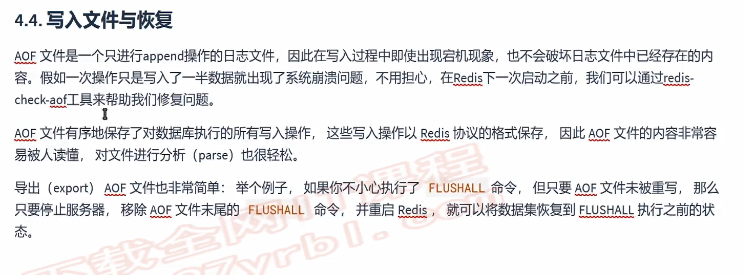 4.4. 写入文件与恢复
AOF 文件是一个只进行append操作的日志文件，因此在写入过程中即使出现宕机现象，也不会破坏日志文件中已经存在的内
容。假如一次操作只是写入了一半数据就出现了系统崩溃问题，不用担心，在Redis下一次启动之前，我们可以通过redis-
check-aof工具来帮助我们修复问题。
AOF 文件有序地保存了对数据库执行的所有写入操作， 这些写入操作以 Redis 协议的格式保存， 因此 AOF 文件的内容非常容
易被人读懂， 对文件进行分析（parse）也很轻松。
导出（export） AOF 文件也非常简单： 举个例子， 如果你不小心执行了 FLUSHALL 命令， 但只要 AOF 文件未被重写， 那么
只要停止服务器， 移除 AOF 文件末尾的 FLUSHALL 命令， 并重启 Redis ， 就可以将数据集恢复到 FLUSHALL 执行之前的状
态。